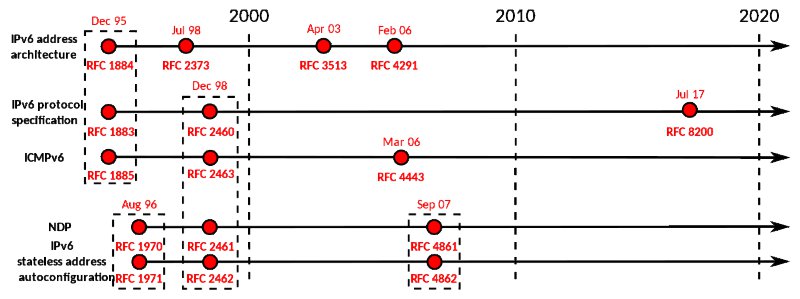 2000 2010 2020
Dec 95
Jul 98 Apr 03 Feb 06
IPv6 address
architecture
RFC 1884 RFC 2373 RFC 3513 RFC 4291
Dec 98 Jul 17
IPv6 protocol
specification
RFC 1883 RFC 2460 RFC 8200
Mar 06
ICMPv6
RFC 1885 RFC 2463 RFC 4443
Aug 96 Sep 07
NDP
RFC 1970 RFC 2461 RFC 4861
IPv6
stateless address
autoconfiguration
RFC 1971 RFC 2462 RFC 4862